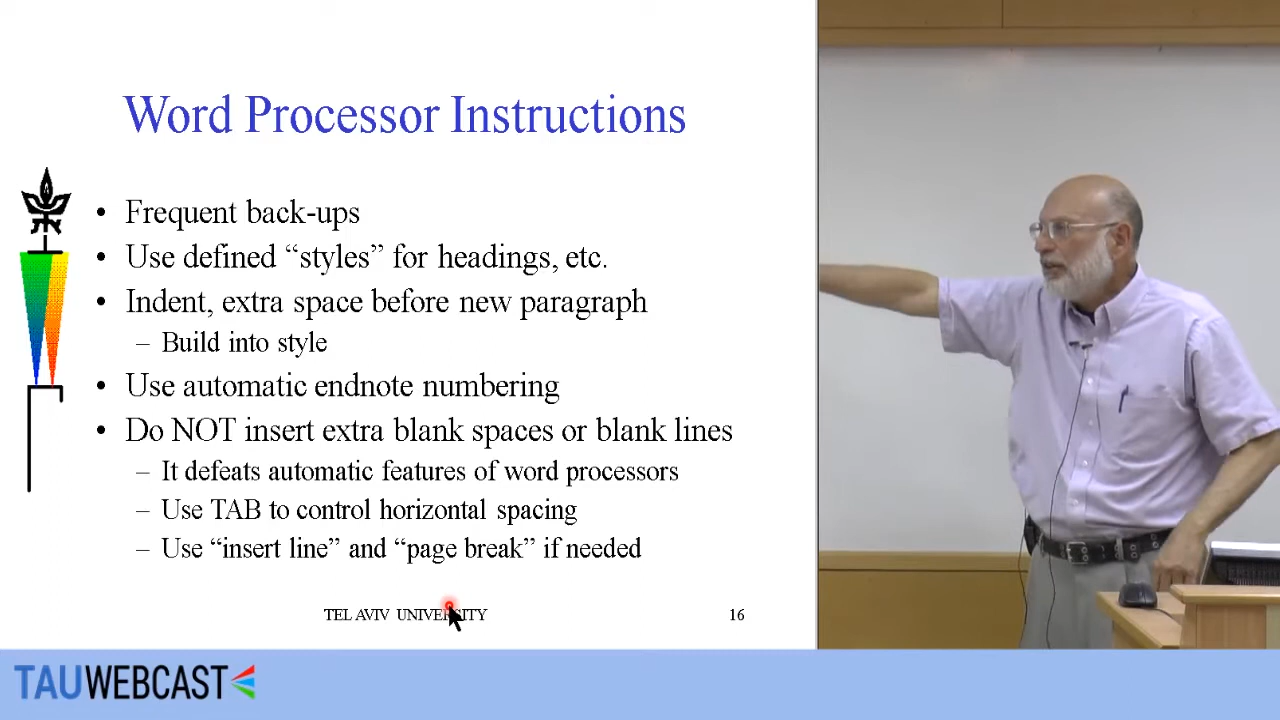 Word Processor Instructions
• Frequent back-ups
• Use defined “styles” for headings, etc.
• Indent, extra space before new paragraph
– Build into style
• Use automatic endnote numbering
• Do NOT insert extra blank spaces or blank lines
– It defeats automatic features of word processors
– Use TAB to control horizontal spacing
– Use “insert line” and “page break” if needed
TEL AVIV UNIVERSITY
16
TAUWEBCAST